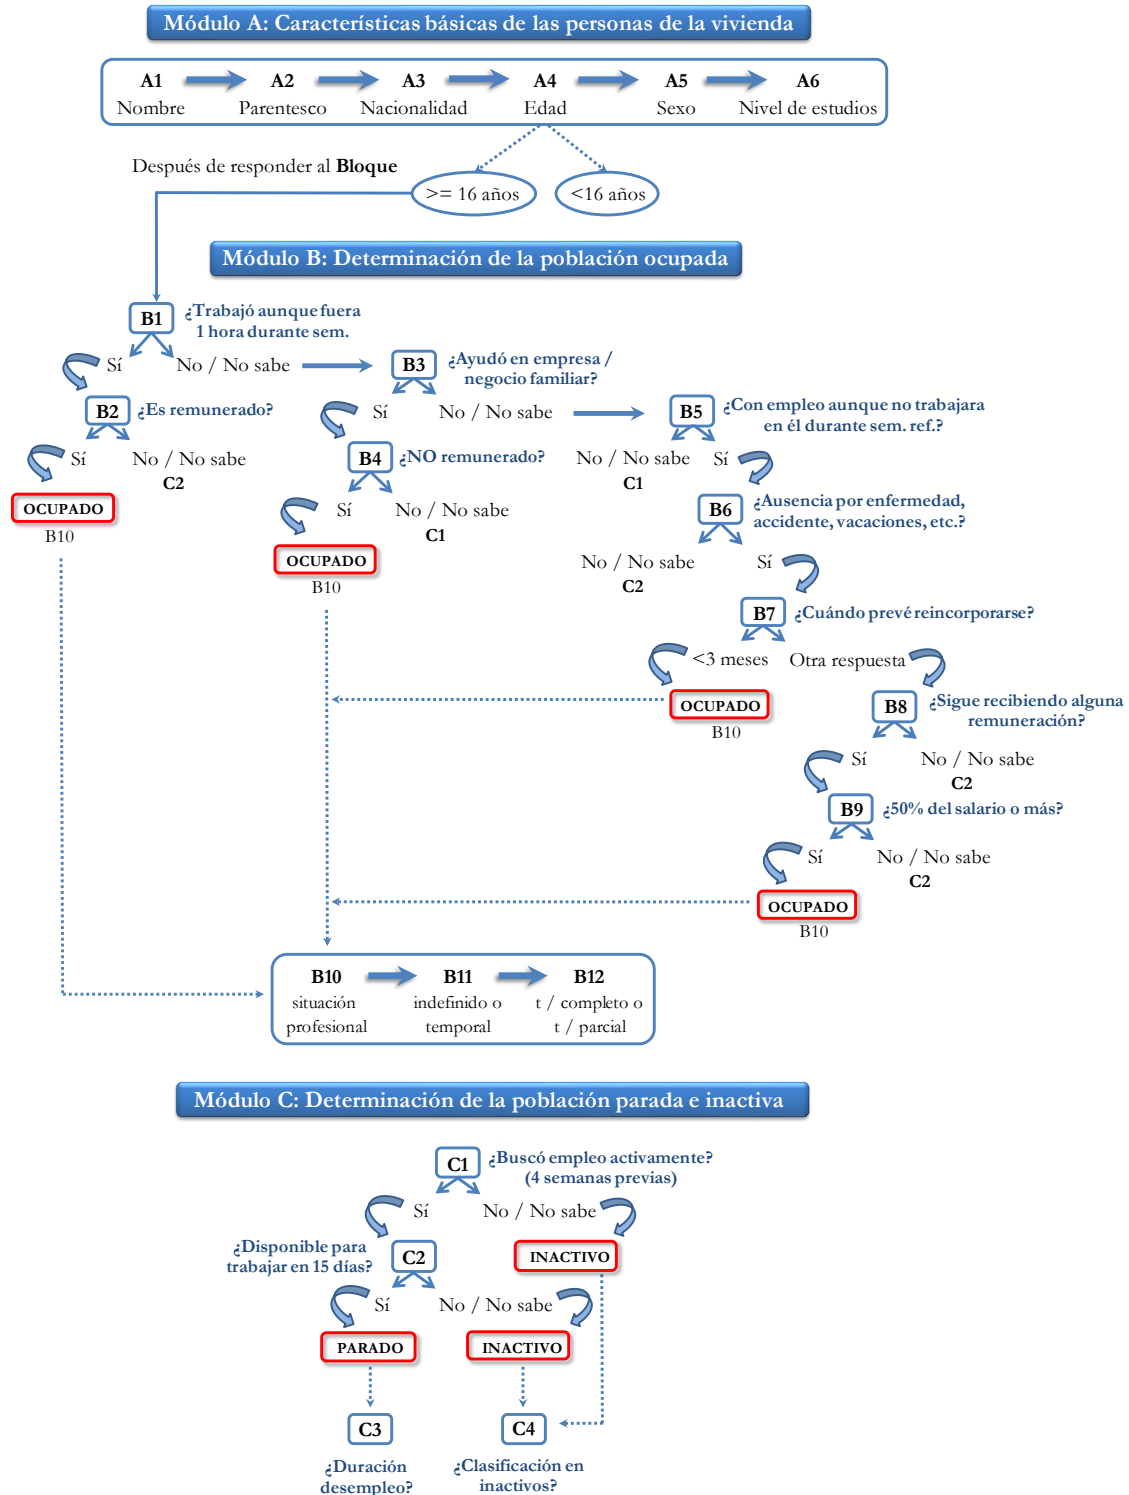 Módulo A: Características básicas de las personas de la vivienda
A1 A2 A3 A4 A5 A6
Nombre Parentesco Nacionalidad Edad Sexo Nivel de estudios
Después de responder al Bloque
>= 16 años <16 años
Módulo B: Determinación de la población ocupada
B1
¿Trabajó aunque fuera
1 hora durante sem.
Sí No / No sabe
B3
¿Ayudó en empresa /
negocio familiar?
B2
¿Es remunerado?
Sí No / No sabe
B5
¿Con empleo aunque no trabajara
en él durante sem. ref.?
Sí No / No sabe
C2
B4
¿NO remunerado?
No / No sabe Sí
C1
OCUPADO
B10
Sí No / No sabe
C1
B6
¿Ausencia por enfermedad,
accidente, vacaciones, etc.?
OCUPADO
B10
No / No sabe Sí
C2
B7
¿Cuándo prevé reincorporarse?
<3 meses Otra respuesta
OCUPADO
B10
B8
¿Sigue recibiendo alguna
remuneración?
Sí No / No sabe
C2
B9
¿50% del salario o más?
Sí No / No sabe
C2
OCUPADO
B10
B10 B11 B12
situación indefinido o t / completo o
profesional temporal t / parcial
Módulo C: Determinación de la población parada e inactiva
C1
¿Buscó empleo activamente?
(4 semanas previas)
Sí No / No sabe
¿Disponible para
trabajar en 15 días?
C2
INACTIVO
Sí No / No sabe
PARADO INACTIVO
C3 C4
¿Duración ¿Clasificación en
desempleo? inactivos?